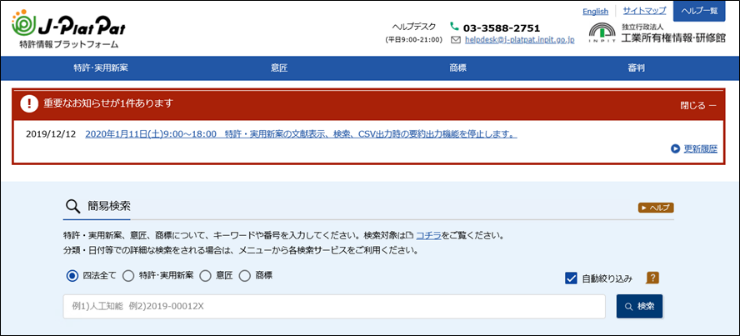 English サイトマップ ヘルプ一覧
J-PlatPat
特許情報プラットフォーム
ヘルプデスク 03-3588-2751
(平日9:00-21:00) helpdesk@j-platpat.inpit.go.jp
INPIT
独立行政法人
工業所有権情報・研修館
特許・実用新案 意匠 商標 審判
! 重要なお知らせが1件あります 閉じる −
2019/12/12 2020年1月11日(土)9:00～18:00 特許・実用新案の文献表示、検索、CSV出力時の要約出力機能を停止します。
更新履歴
簡易検索 ヘルプ
特許・実用新案、意匠、商標について、キーワードや番号を入力してください。検索対象は コチラをご覧ください。
分類・日付等での詳細な検索をされる場合は、メニューから各検索サービスをご利用ください。
四法全て 特許・実用新案 意匠 商標 自動絞り込み ?
例1)人工知能 例2)2019-00012X 検索